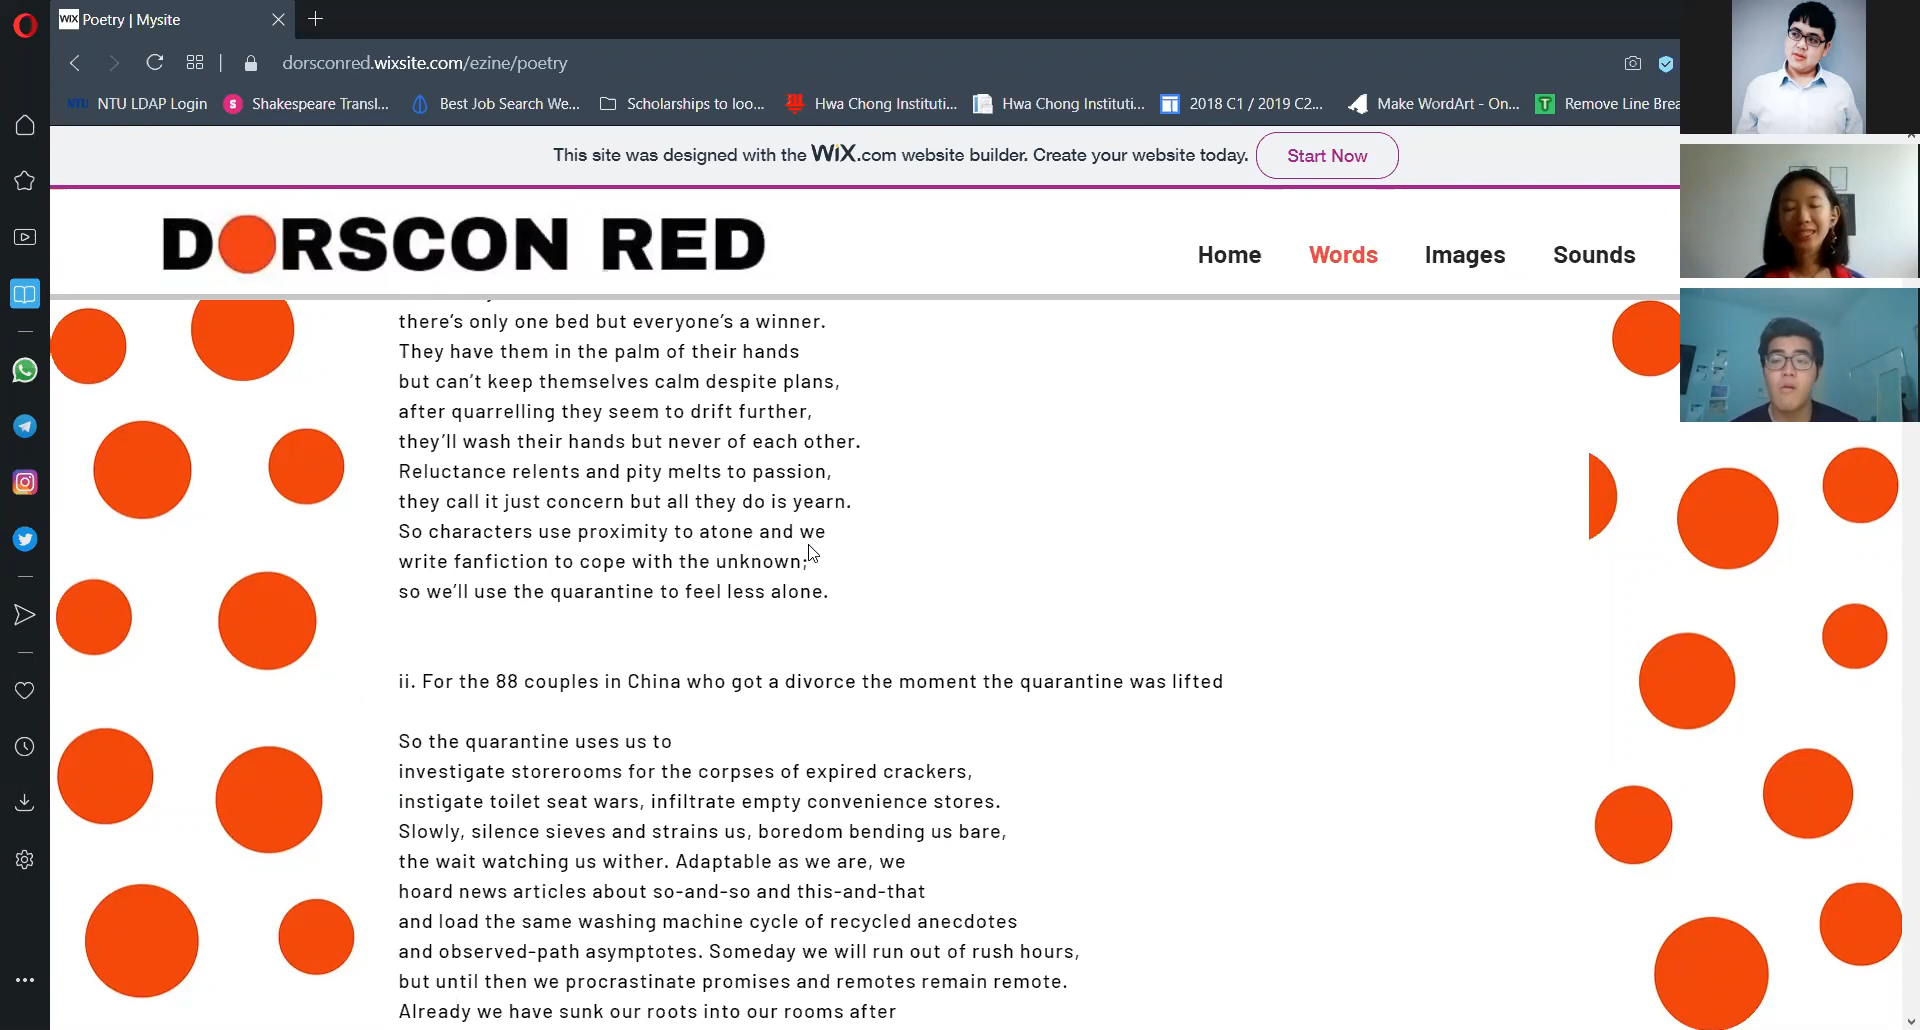 WiX Poetry | Mysite
dorsconred.wixsite.com/ezine/poetry
NTU NTU LDAP Login
S Shakespeare Transl...
Best Job Search We...
Scholarships to loo...
Hwa Chong Instituti...
Hwa Chong Instituti...
2018 C1 / 2019 C2...
Make WordArt - On...
T Remove Line Brea
This site was designed with the WiX.com website builder. Create your website today.
Start Now
DORSCON RED
Home Words Images Sounds
there's only one bed but everyone's a winner.
They have them in the palm of their hands
but can't keep themselves calm despite plans,
after quarrelling they seem to drift further,
they'll wash their hands but never of each other.
Reluctance relents and pity melts to passion,
they call it just concern but all they do is yearn.
So characters use proximity to atone and we
write fanfiction to cope with the unknown;
so we'll use the quarantine to feel less alone.
ii. For the 88 couples in China who got a divorce the moment the quarantine was lifted
So the quarantine uses us to
investigate storerooms for the corpses of expired crackers,
instigate toilet seat wars, infiltrate empty convenience stores.
Slowly, silence sieves and strains us, boredom bending us bare,
the wait watching us wither. Adaptable as we are, we
hoard news articles about so-and-so and this-and-that
and load the same washing machine cycle of recycled anecdotes
and observed-path asymptotes. Someday we will run out of rush hours,
but until then we procrastinate promises and remotes remain remote.
Already we have sunk our roots into our rooms after